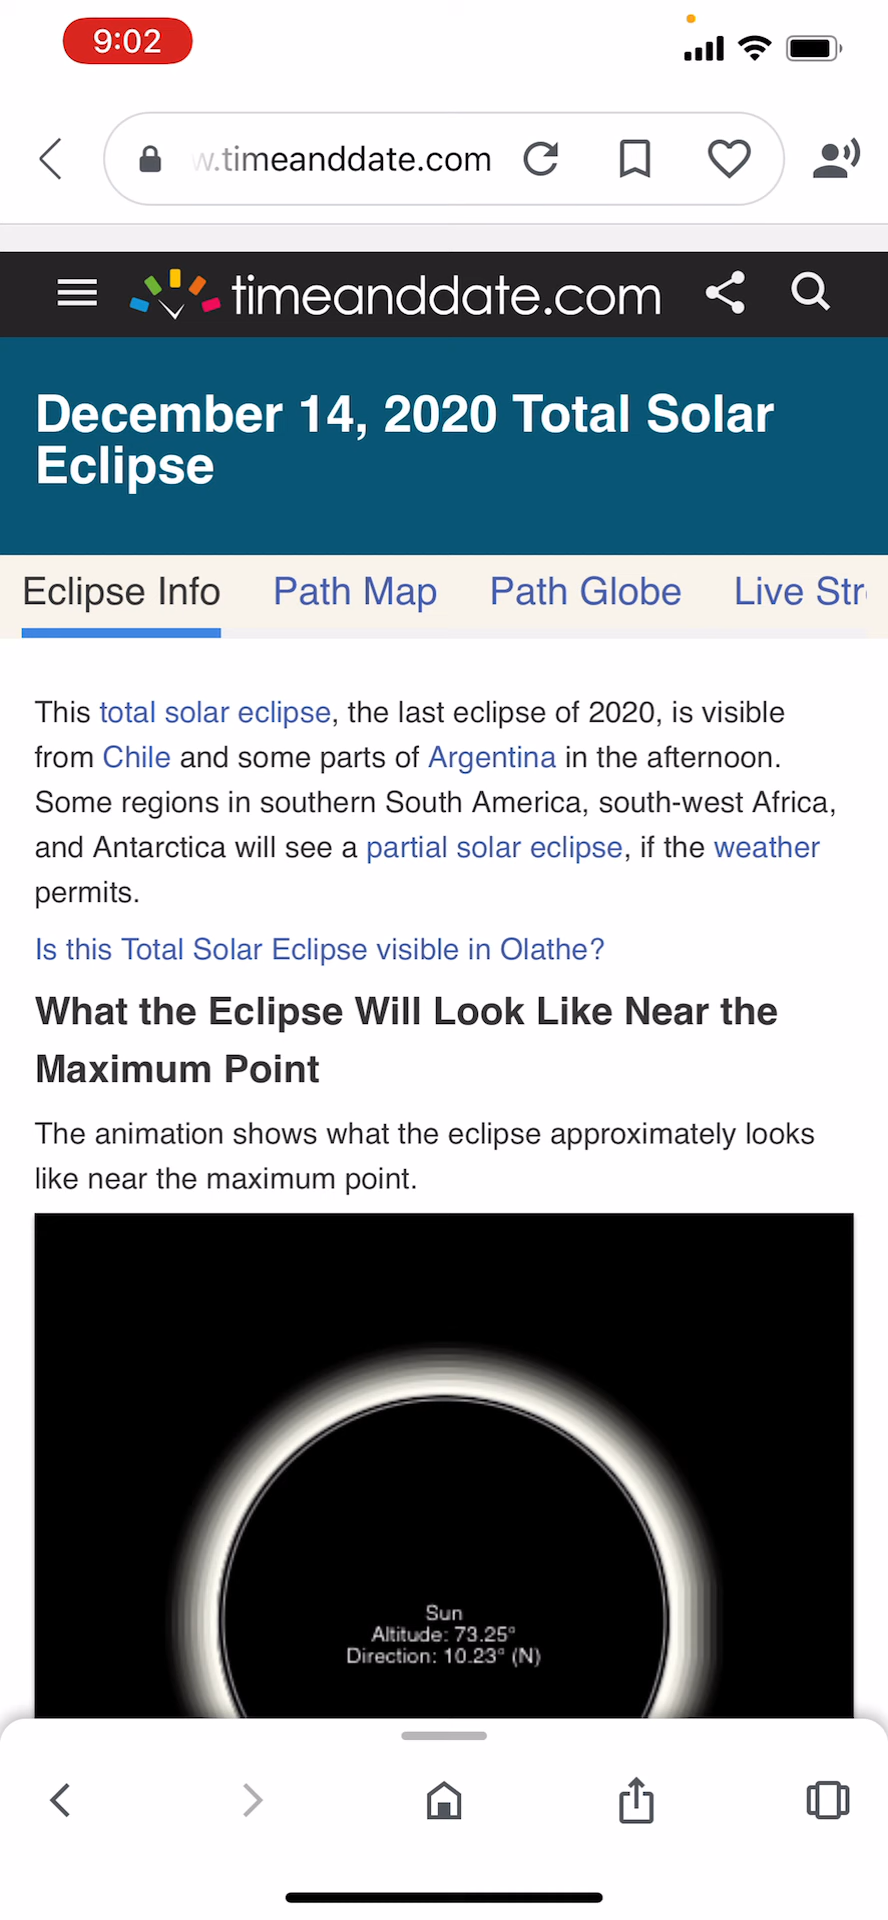 9:02
w.timeanddate.com
timeanddate.com
December 14, 2020 Total Solar
Eclipse
Eclipse Info Path Map Path Globe Live Str
This total solar eclipse, the last eclipse of 2020, is visible
from Chile and some parts of Argentina in the afternoon.
Some regions in southern South America, south-west Africa,
and Antarctica will see a partial solar eclipse, if the weather
permits.
Is this Total Solar Eclipse visible in Olathe?
What the Eclipse Will Look Like Near the
Maximum Point
The animation shows what the eclipse approximately looks
like near the maximum point.
Sun
Altitude: 73.25°
Direction: 10.23° (N)